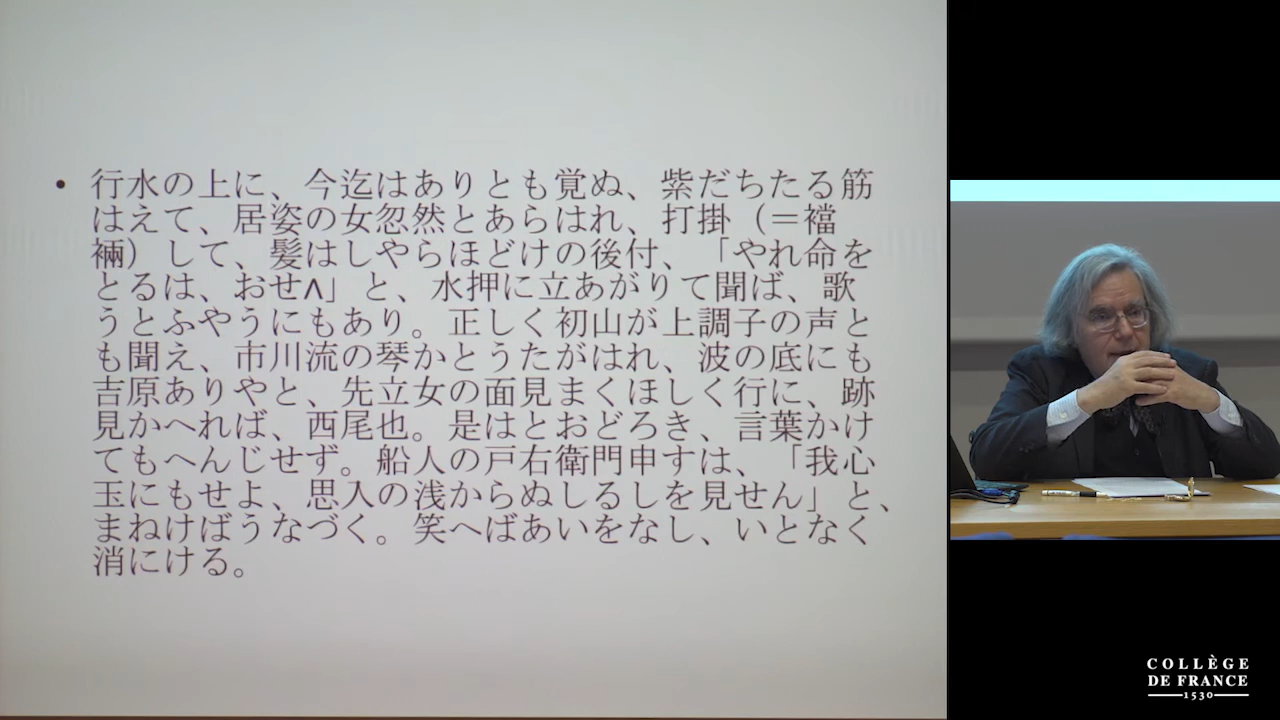 • 行水の上に、今迄はありとも覚ぬ、紫だちたる筋
はえて、居姿の女忽然とあらはれ、打掛（＝襠
裲）して、髪はしやらほどけの後付、「やれ命を
とるは、おせ∧」と、水押に立あがりて聞ば、歌
うとふやうにもあり。正しく初山が上調子の声と
も聞え、市川流の琴かとうたがはれ、波の底にも
吉原ありやと、先立女の面見まくほしく行に、跡
見かへれば、西尾也。是はとおどろき、言葉かけ
てもへんじせず。船人の戸右衛門申すは、「我心
玉にもせよ、思入の浅からぬしるしを見せん」と、
まねけばうなづく。笑へばあいをなし、いとなく
消にける。
COLLÈGE
DE FRANCE
1530